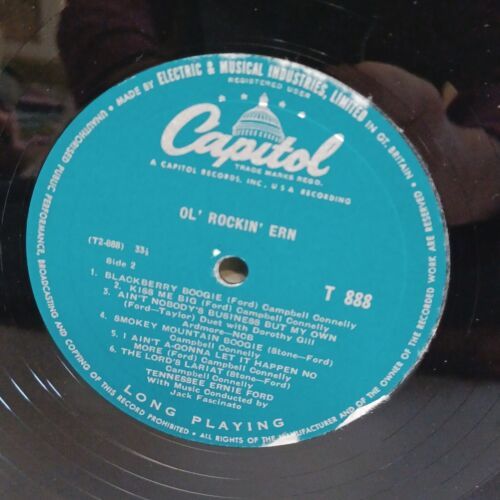 MADE BY ELECTRIC & MUSICAL INDUSTRIES, LIMITED IN GT. BRITAIN • ALL RIGHTS OF THE MANUFACTURER AND OF THE OWNER OF THE RECORDED WORK ARE RESERVED
UNAUTHORISED PUBLIC PERFORMANCE, BROADCASTING AND COPYING OF THIS RECORD PROHIBITED •
REGISTERED USER
Capitol
TRADE MARKS REGD.
A CAPITOL RECORDS, INC., U S A RECORDING
OL' ROCKIN' ERN
(T2-888) 33⅓
T 888
Side 2
1. BLACKBERRY BOOGIE (Ford) Campbell Connelly
2. KISS ME BIG (Ford) Campbell Connelly
3. AIN'T NOBODY'S BUSINESS BUT MY OWN
(Ford—Taylor) Duet with Dorothy Gill
Ardmore—NCB
4. SMOKEY MOUNTAIN BOOGIE (Stone—Ford)
Campbell Connelly
5. I AIN'T A-GONNA LET IT HAPPEN NO
MORE (Ford) Campbell Connelly
6. THE LORD'S LARIAT (Stone—Ford)
Campbell Connelly
TENNESSEE ERNIE FORD
With Music Conducted by
Jack Fascinato
LONG PLAYING